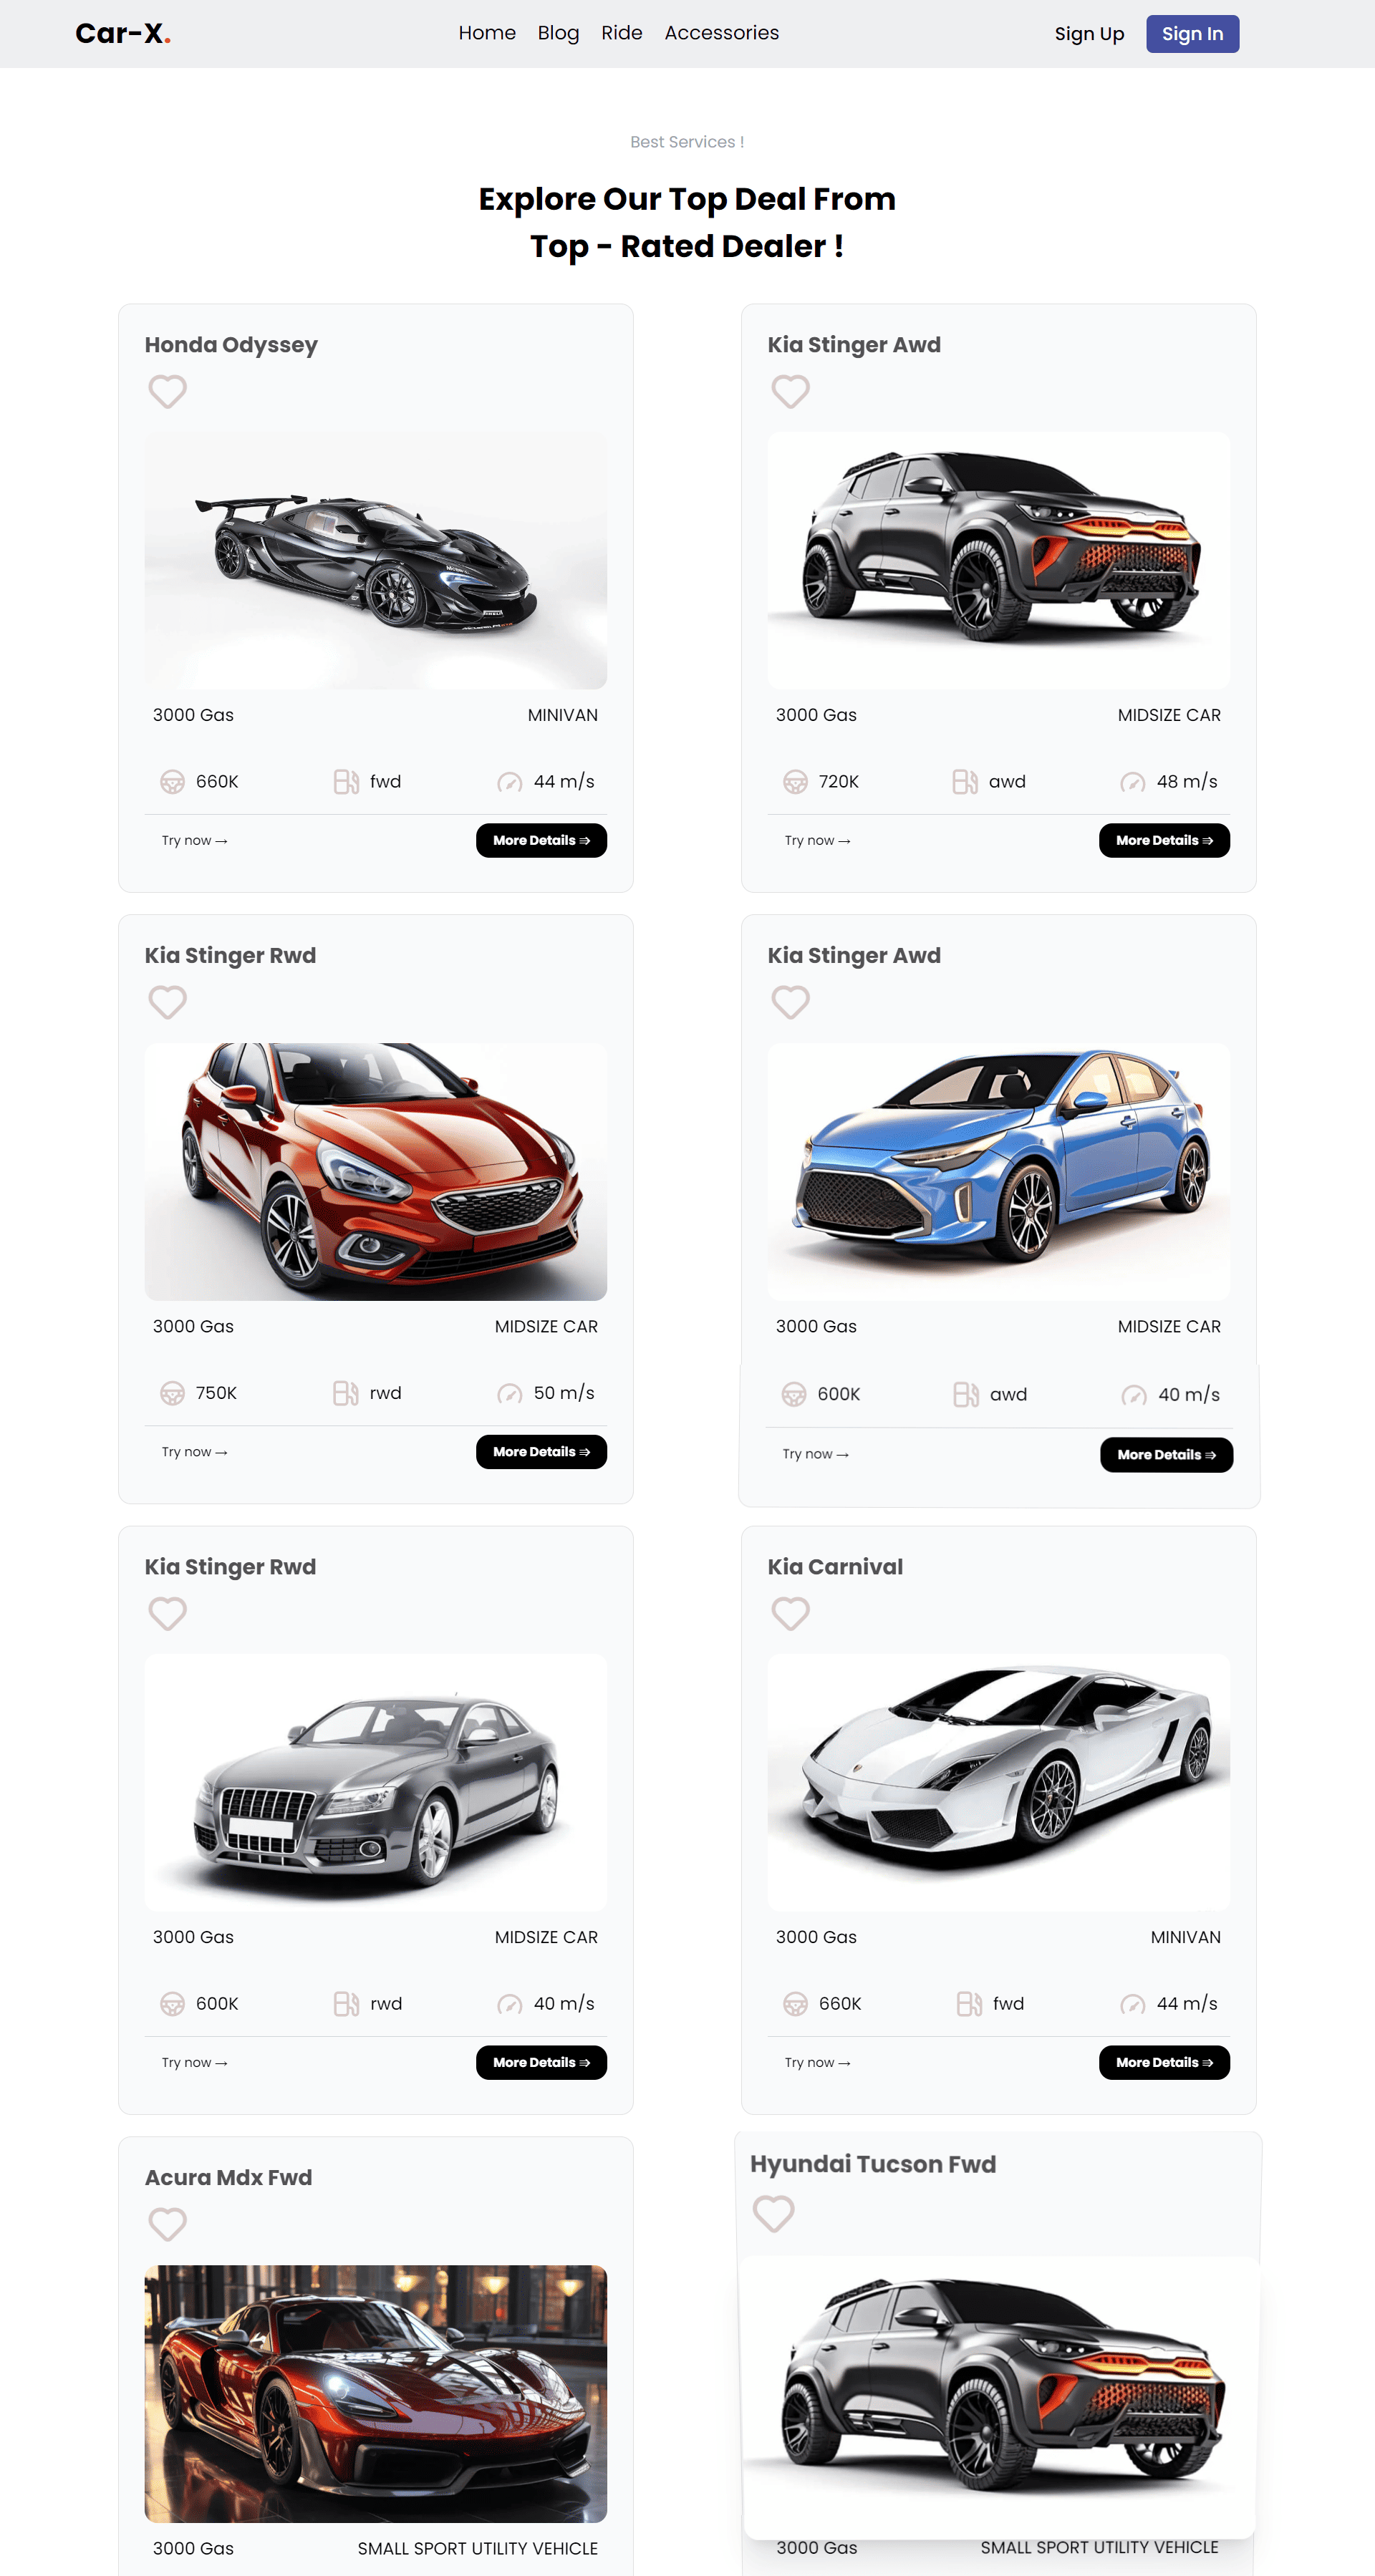 Car-X.
Home Blog Ride Accessories
Sign Up Sign In
Best Services !
Explore Our Top Deal From
Top - Rated Dealer !
Honda Odyssey
3000 Gas MINIVAN
660K fwd 44 m/s
Try now → More Details ⇛
Kia Stinger Awd
3000 Gas MIDSIZE CAR
720K awd 48 m/s
Try now → More Details ⇛
Kia Stinger Rwd
3000 Gas MIDSIZE CAR
750K rwd 50 m/s
Try now → More Details ⇛
Kia Stinger Awd
3000 Gas MIDSIZE CAR
600K awd 40 m/s
Try now → More Details ⇛
Kia Stinger Rwd
3000 Gas MIDSIZE CAR
600K rwd 40 m/s
Try now → More Details ⇛
Kia Carnival
3000 Gas MINIVAN
660K fwd 44 m/s
Try now → More Details ⇛
Acura Mdx Fwd
3000 Gas SMALL SPORT UTILITY VEHICLE
Hyundai Tucson Fwd
3000 Gas SMALL SPORT UTILITY VEHICLE